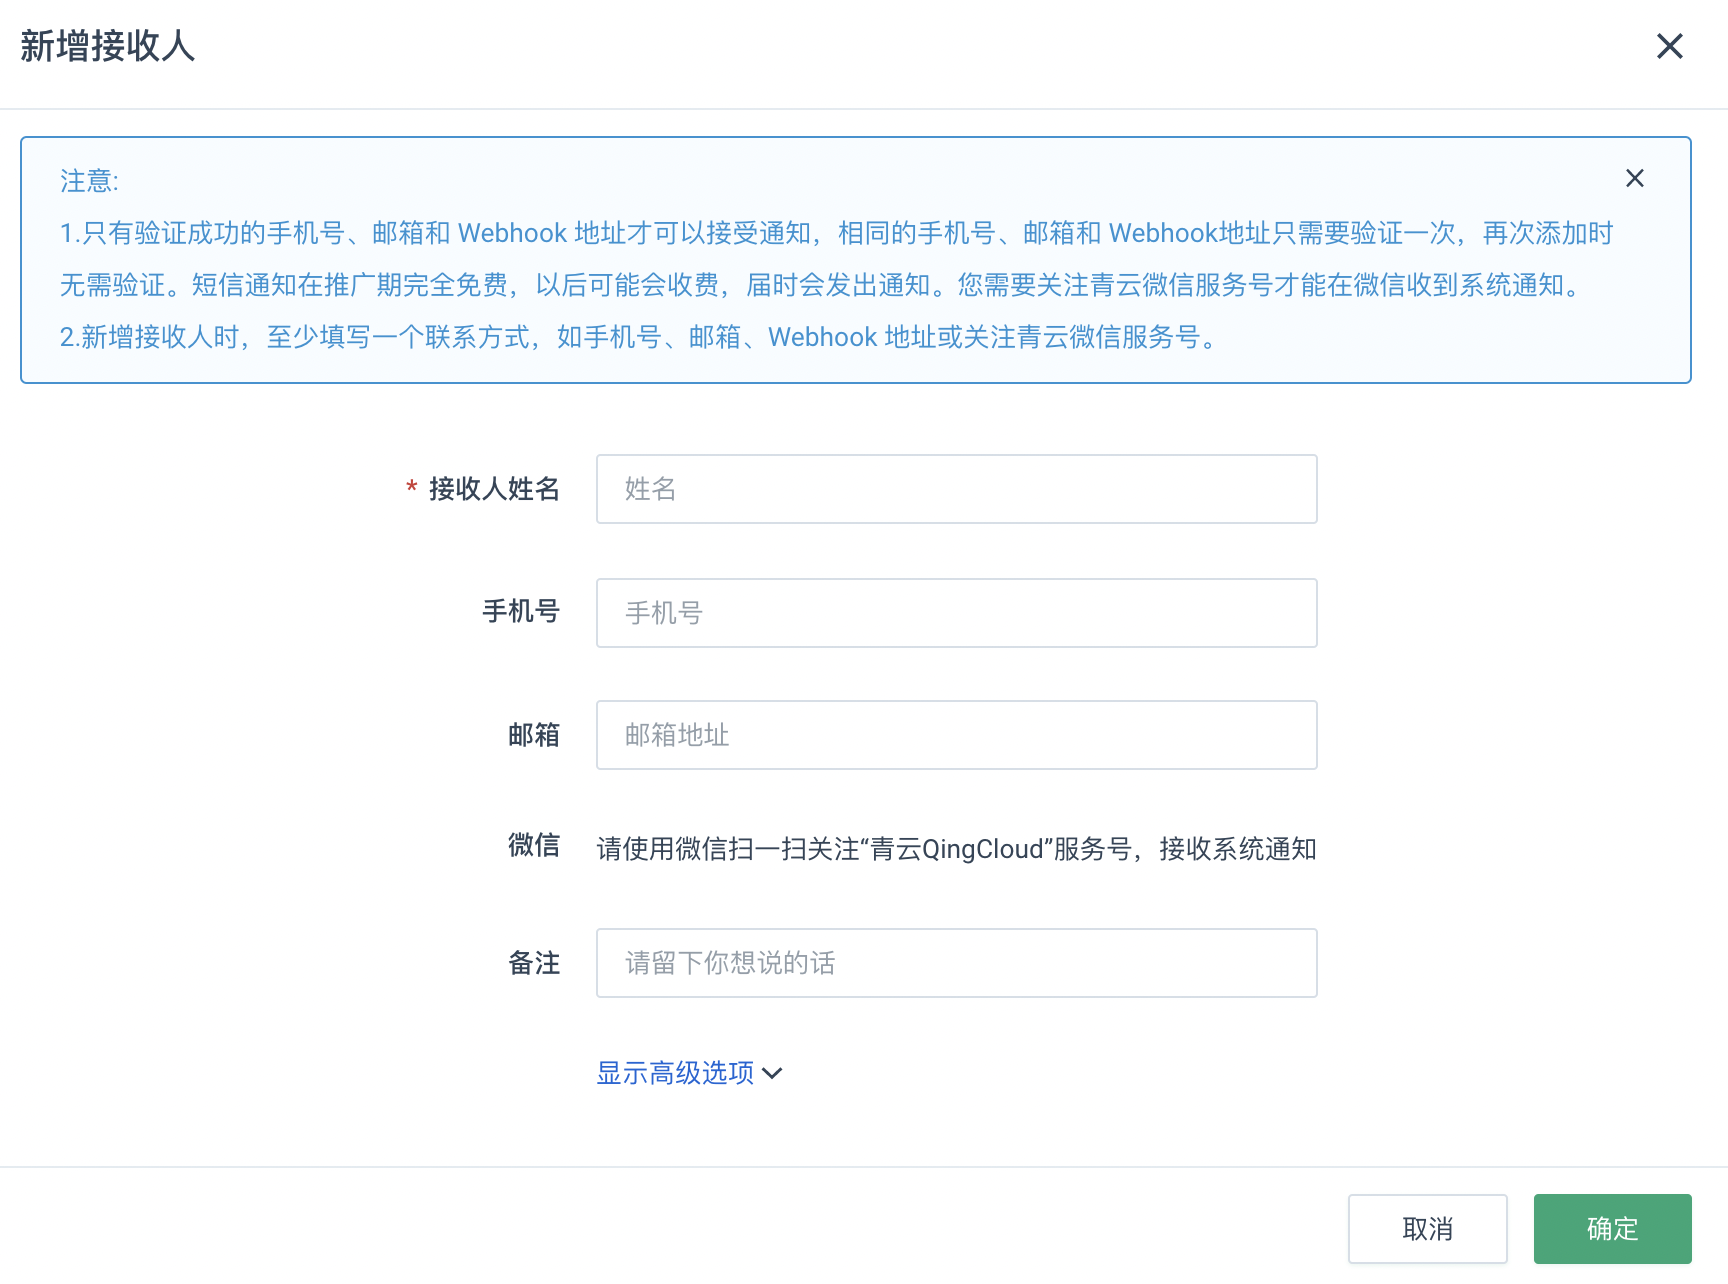 新增接收人
注意:
1.只有验证成功的手机号、邮箱和 Webhook 地址才可以接受通知，相同的手机号、邮箱和 Webhook地址只需要验证一次，再次添加时
无需验证。短信通知在推广期完全免费，以后可能会收费，届时会发出通知。您需要关注青云微信服务号才能在微信收到系统通知。
2.新增接收人时，至少填写一个联系方式，如手机号、邮箱、Webhook 地址或关注青云微信服务号。
* 接收人姓名 姓名
手机号 手机号
邮箱 邮箱地址
微信 请使用微信扫一扫关注“青云QingCloud”服务号，接收系统通知
备注 请留下你想说的话
显示高级选项
取消 确定